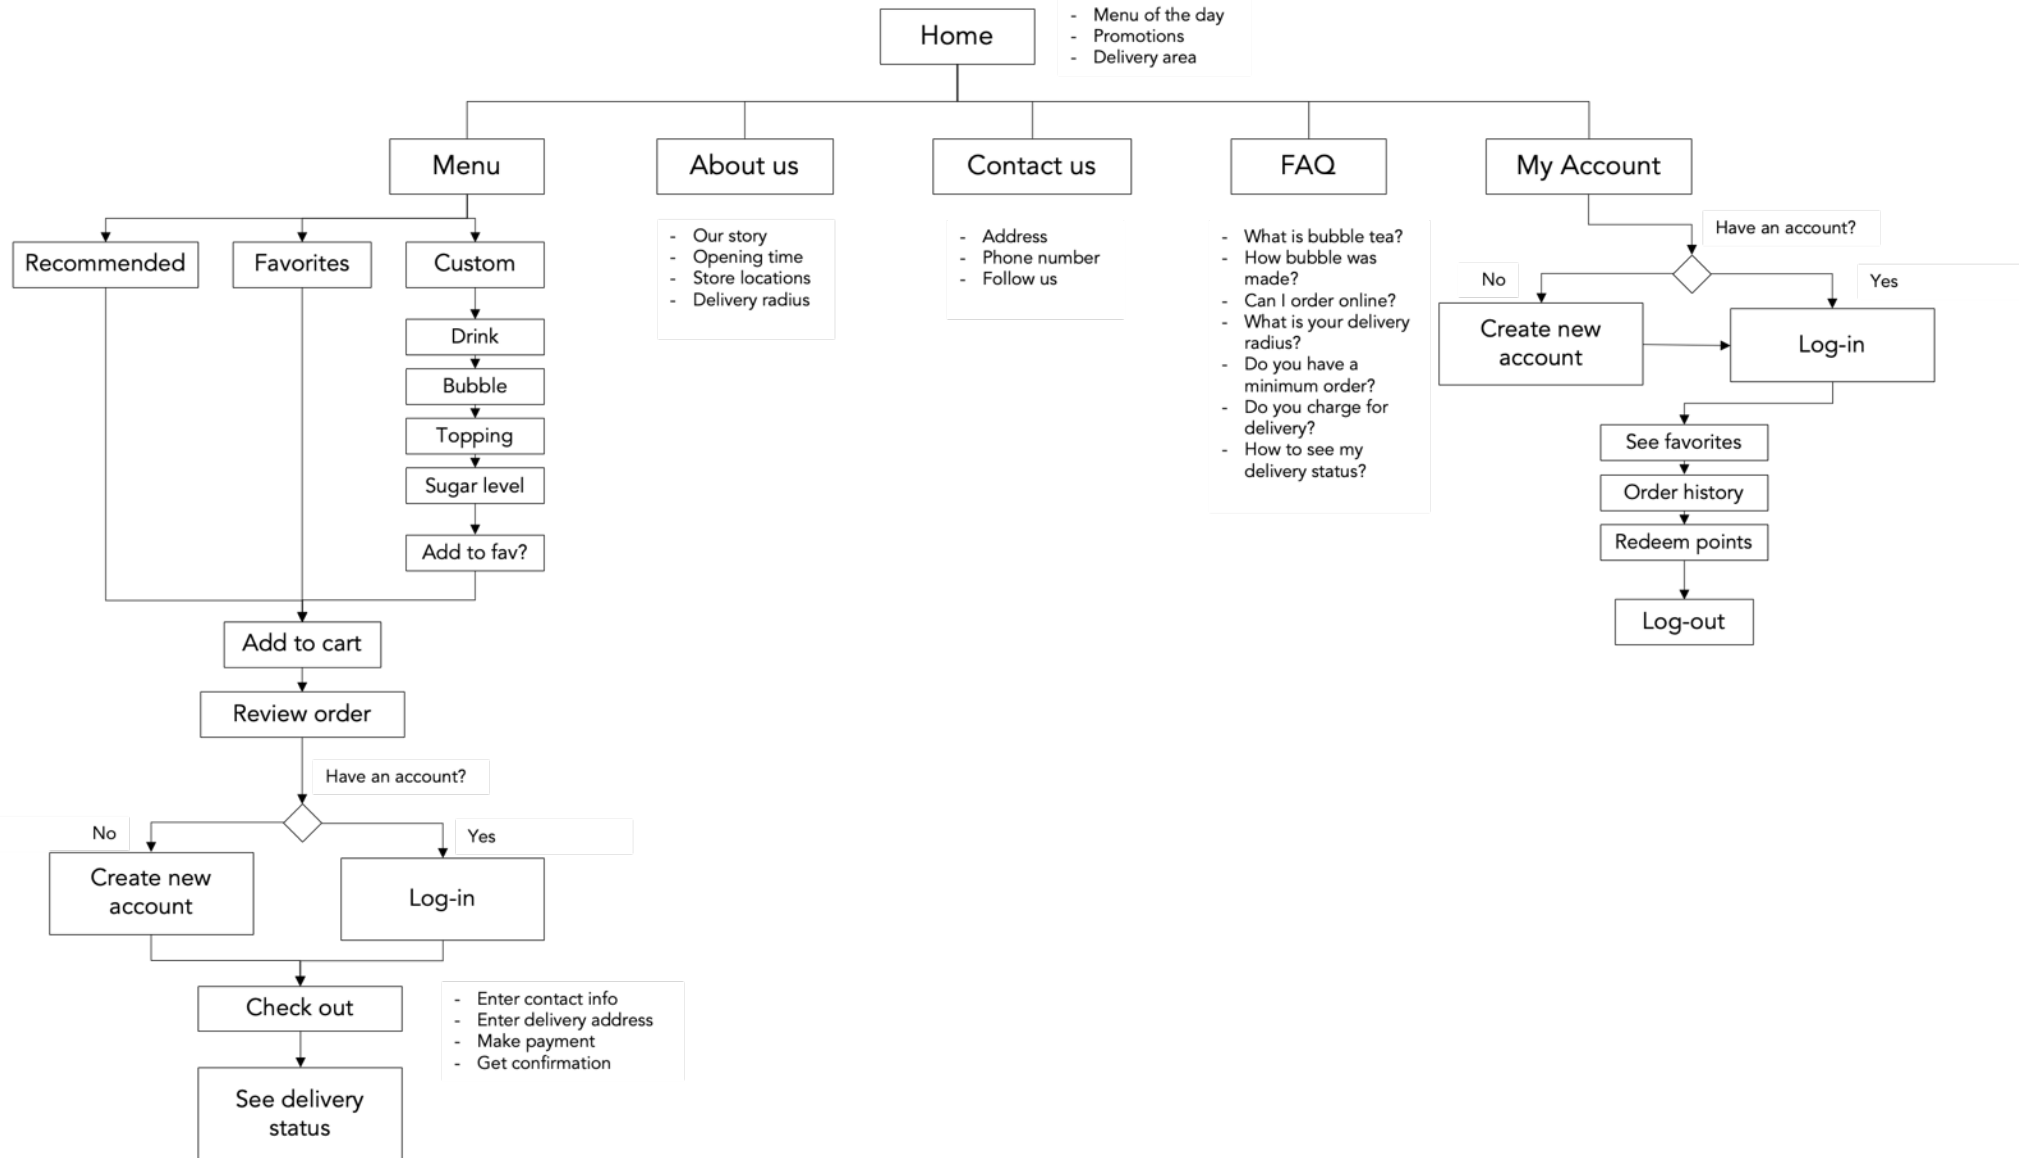 Home
- Menu of the day
- Promotions
- Delivery area
Menu
About us
Contact us
FAQ
My Account
Recommended
Favorites
Custom
Drink
Bubble
Topping
Sugar level
Add to fav?
- Our story
- Opening time
- Store locations
- Delivery radius
- Address
- Phone number
- Follow us
- What is bubble tea?
- How bubble was
made?
- Can I order online?
- What is your delivery
radius?
- Do you have a
minimum order?
- Do you charge for
delivery?
- How to see my
delivery status?
Have an account?
No
Yes
Create new
account
Log-in
See favorites
Order history
Redeem points
Log-out
Add to cart
Review order
Have an account?
No
Yes
Create new
account
Log-in
Check out
- Enter contact info
- Enter delivery address
- Make payment
- Get confirmation
See delivery
status